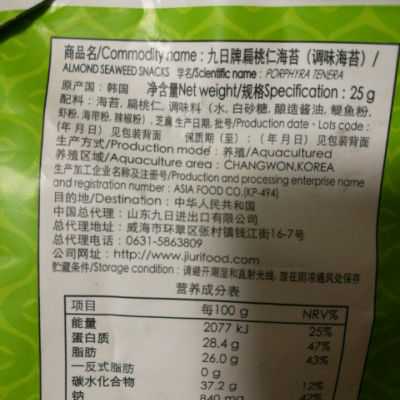 商品名/Commodity name：九日牌扁桃仁海苔（调味海苔）/
ALMOND SEAWEED SNACKS 学名/Scientific name：PORPHYRA TENERA
原产国：韩国 净含量Net weight/规格Specification：25 g
配料：海苔, 扁桃仁, 调味料（水, 白砂糖, 酿造酱油, 鳀鱼粉,
虾粉, 海带粉, 辣椒粉）, 芝麻 生产日期, 批号/Production date、Lots code：
(年 月 日) 见包装背面 保质期（至）：（年 月 日）见包装背面
生产方式/Production mode：养殖/Aquacultured
养殖区域/Aquaculture area：CHANGWON,KOREA
生产加工企业名称及注册号/Production and processing enterprise name
and registration number：ASIA FOOD CO.(KP-494)
目的地/Destination：中华人民共和国
中国总代理：山东九日进出口有限公司
总代理地址：威海市环翠区张村镇钱江街16-7号
总代理电话：0631-5863809
公司网址：http://www.jiurifood.com
贮藏条件/Storage condition：请避开潮湿和直射光线, 放在阴凉通风处保存
营养成分表
项目 每100 g NRV%
能量 2077 kJ 25%
蛋白质 28.4 g 47%
脂肪 26.0 g 43%
一反式脂肪 0 g
碳水化合物 37.2 g 12%
钠 840 mg 42%